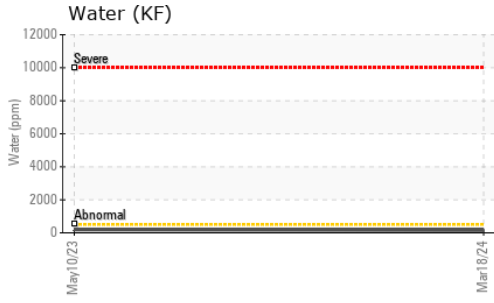 Water (KF)
12000
10000
8000
6000
4000
2000
0
Water (ppm)
Severe
Abnormal
May10/23
Mar18/24